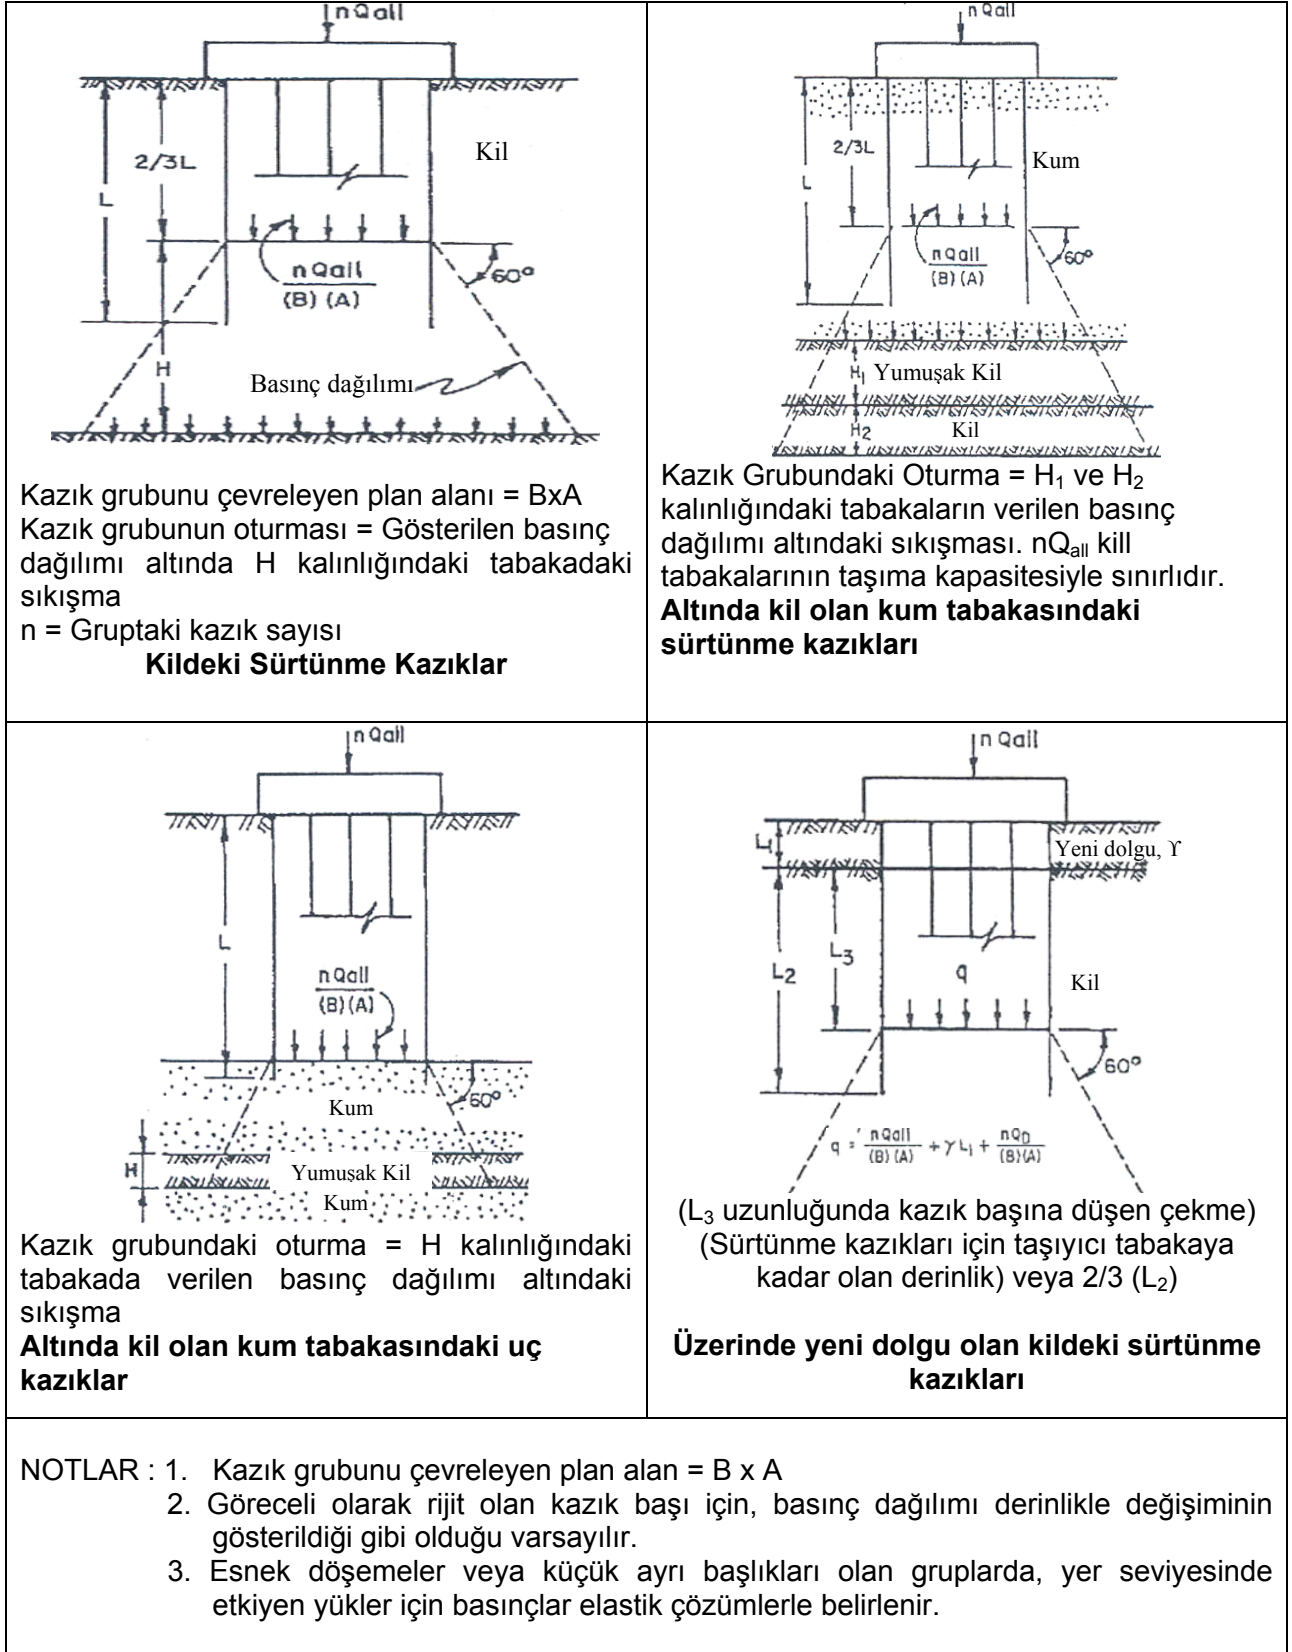 nQall
2/3L
L
Kil
nQall
(B) (A)
60°
H
Basınç dağılımı
Kazık grubunu çevreleyen plan alanı = BxA
Kazık grubunun oturması = Gösterilen basınç
dağılımı altında H kalınlığındaki tabakadaki
sıkışma
n = Gruptaki kazık sayısı
Kildeki Sürtünme Kazıklar
nQall
2/3L
L
Kum
nQall
(B) (A)
60°
H1 Yumuşak Kil
H2 Kil
Kazık Grubundaki Oturma = H1 ve H2
kalınlığındaki tabakaların verilen basınç
dağılımı altındaki sıkışması. nQall kill
tabakalarının taşıma kapasitesiyle sınırlıdır.
Altında kil olan kum tabakasındaki
sürtünme kazıkları
nQall
L
nQall
(B)(A)
60°
Kum
H
Yumuşak Kil
Kum
Kazık grubundaki oturma = H kalınlığındaki
tabakada verilen basınç dağılımı altındaki
sıkışma
Altında kil olan kum tabakasındaki uç
kazıklar
nQall
L1
Yeni dolgu, ϒ
L2
L3
q
Kil
60°
q = nQall/(B)(A) + γL1 + nQD/(B)(A)
(L3 uzunluğunda kazık başına düşen çekme)
(Sürtünme kazıkları için taşıyıcı tabakaya
kadar olan derinlik) veya 2/3 (L2)
Üzerinde yeni dolgu olan kildeki sürtünme
kazıkları
NOTLAR : 1. Kazık grubunu çevreleyen plan alan = B x A
2. Göreceli olarak rijit olan kazık başı için, basınç dağılımı derinlikle değişiminin
gösterildiği gibi olduğu varsayılır.
3. Esnek döşemeler veya küçük ayrı başlıkları olan gruplarda, yer seviyesinde
etkiyen yükler için basınçlar elastik çözümlerle belirlenir.